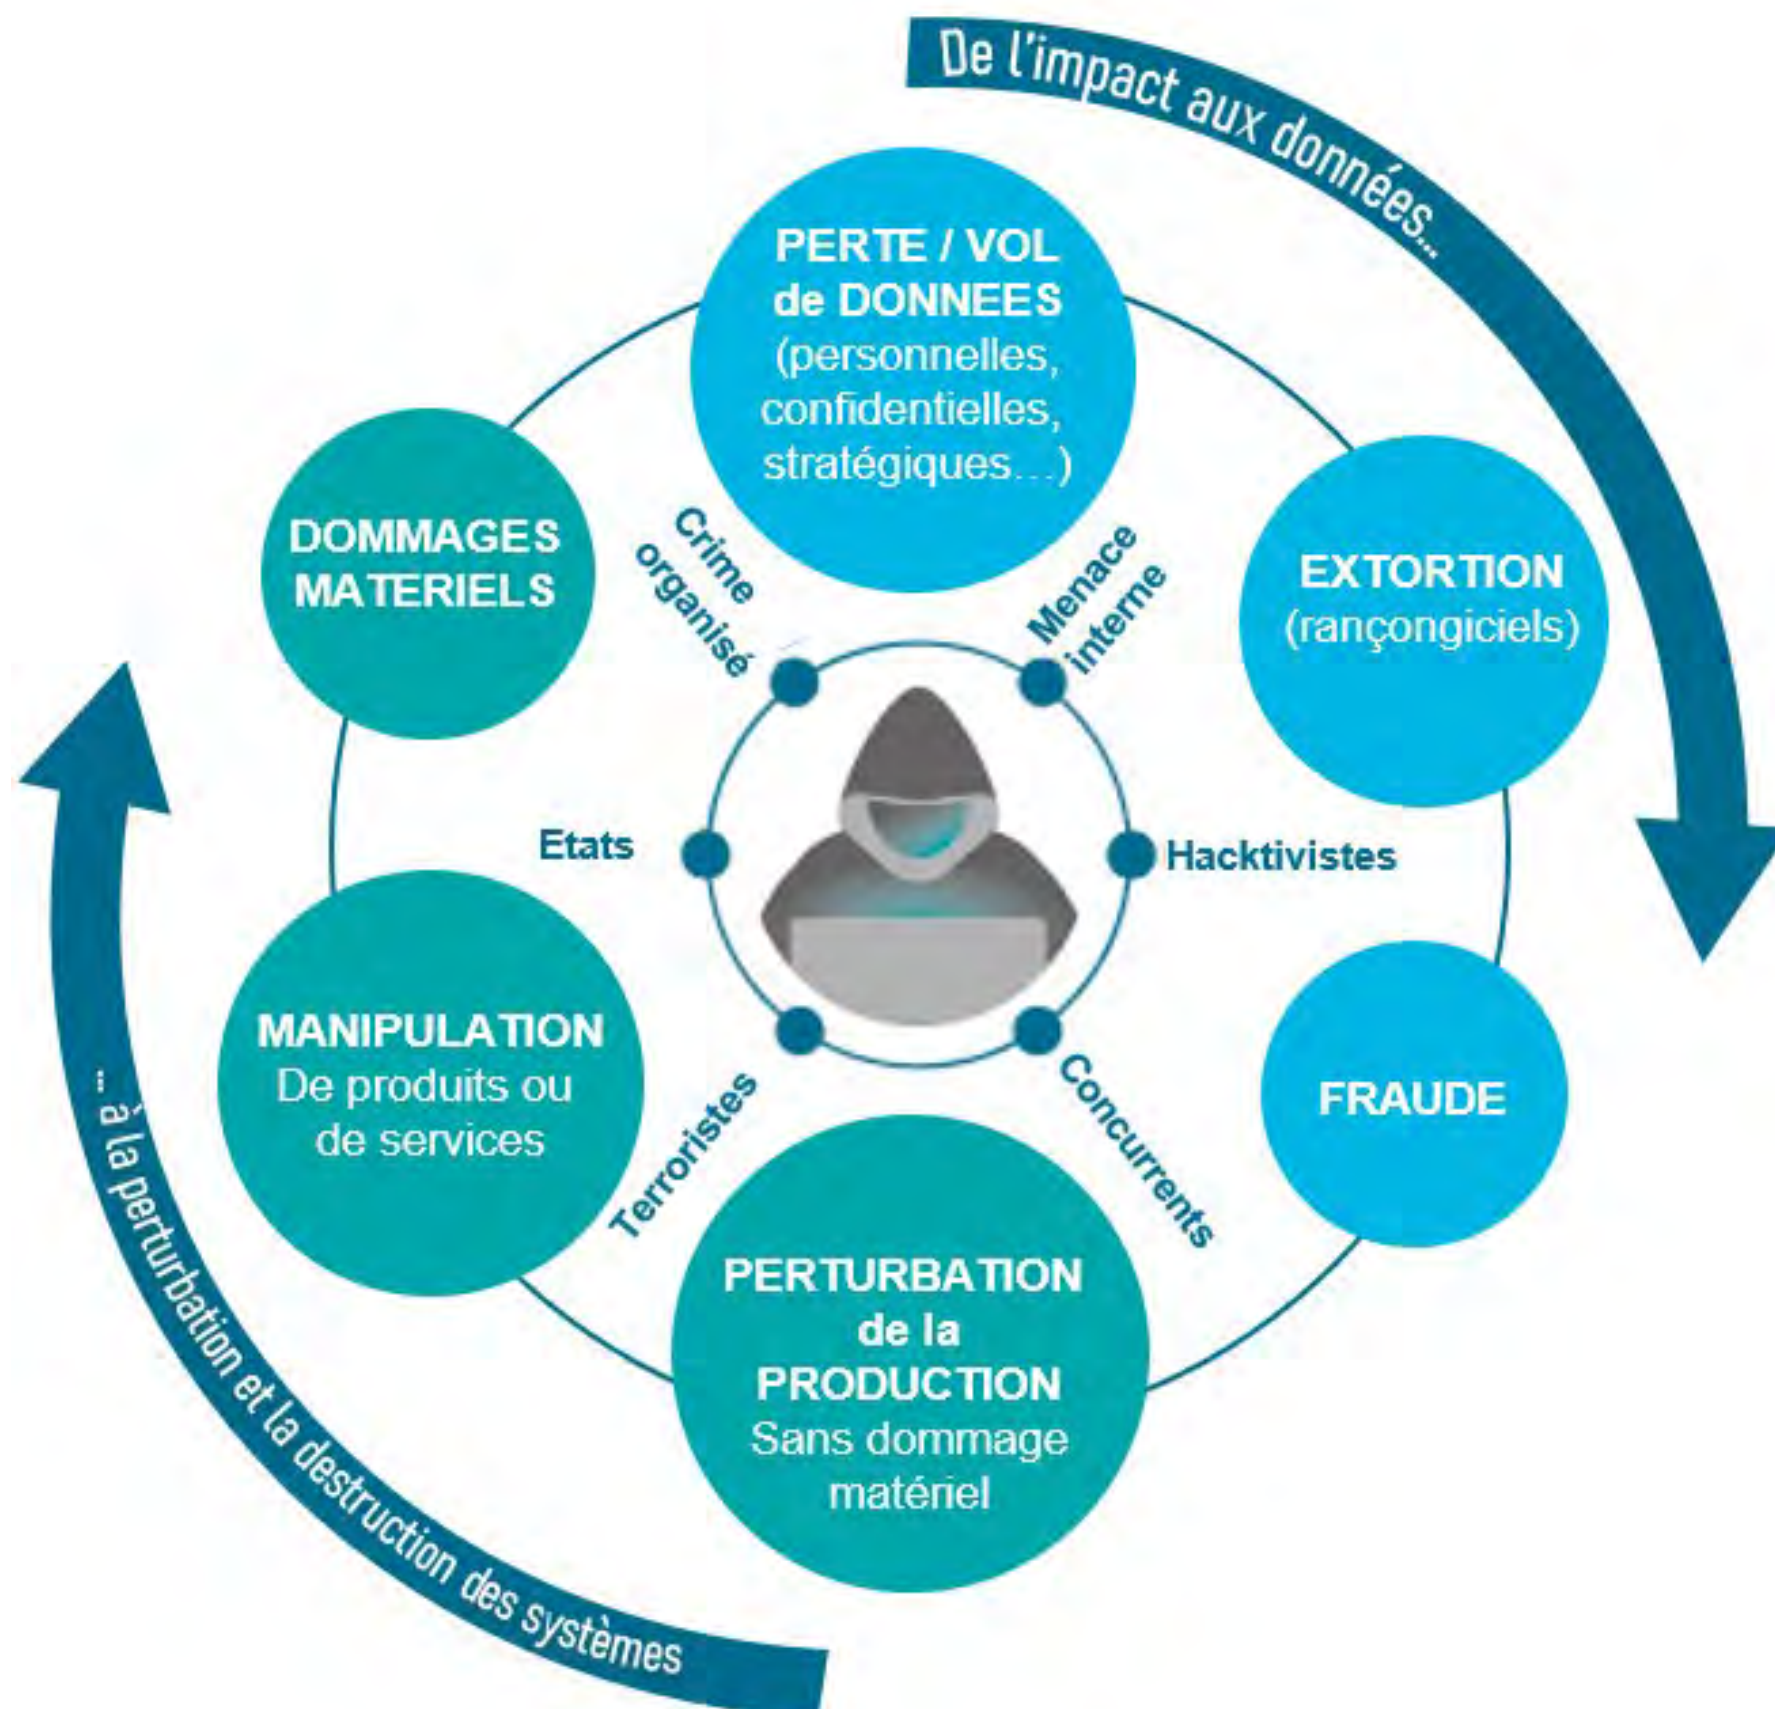 De l'impact aux données...
PERTE / VOL
de DONNEES
(personnelles,
confidentielles,
stratégiques...)
EXTORTION
(rançongiciels)
FRAUDE
PERTURBATION
de la
PRODUCTION
Sans dommage
matériel
MANIPULATION
De produits ou
de services
DOMMAGES
MATERIELS
... à la perturbation et la destruction des systèmes
Crime
organisé
Menace
interne
Hacktivistes
Concurrents
Terroristes
Etats